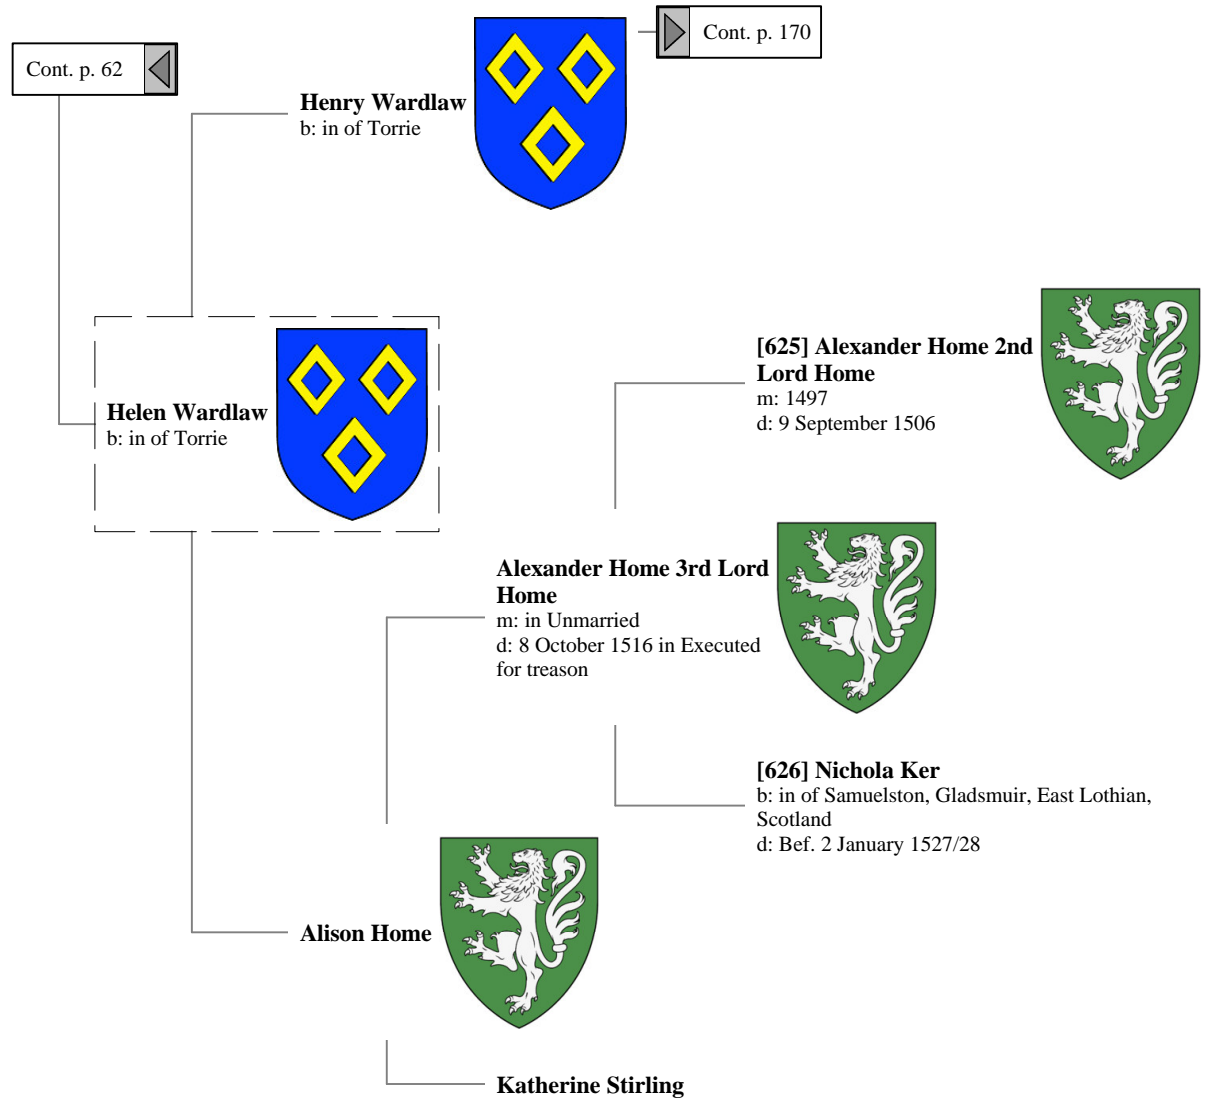 Cont. p. 170
Cont. p. 62
Henry Wardlaw
b: in of Torrie
[625] Alexander Home 2nd
Lord Home
m: 1497
d: 9 September 1506
Helen Wardlaw
b: in of Torrie
Alexander Home 3rd Lord
Home
m: in Unmarried
d: 8 October 1516 in Executed
for treason
[626] Nichola Ker
b: in of Samuelston, Gladsmuir, East Lothian,
Scotland
d: Bef. 2 January 1527/28
Alison Home
Katherine Stirling